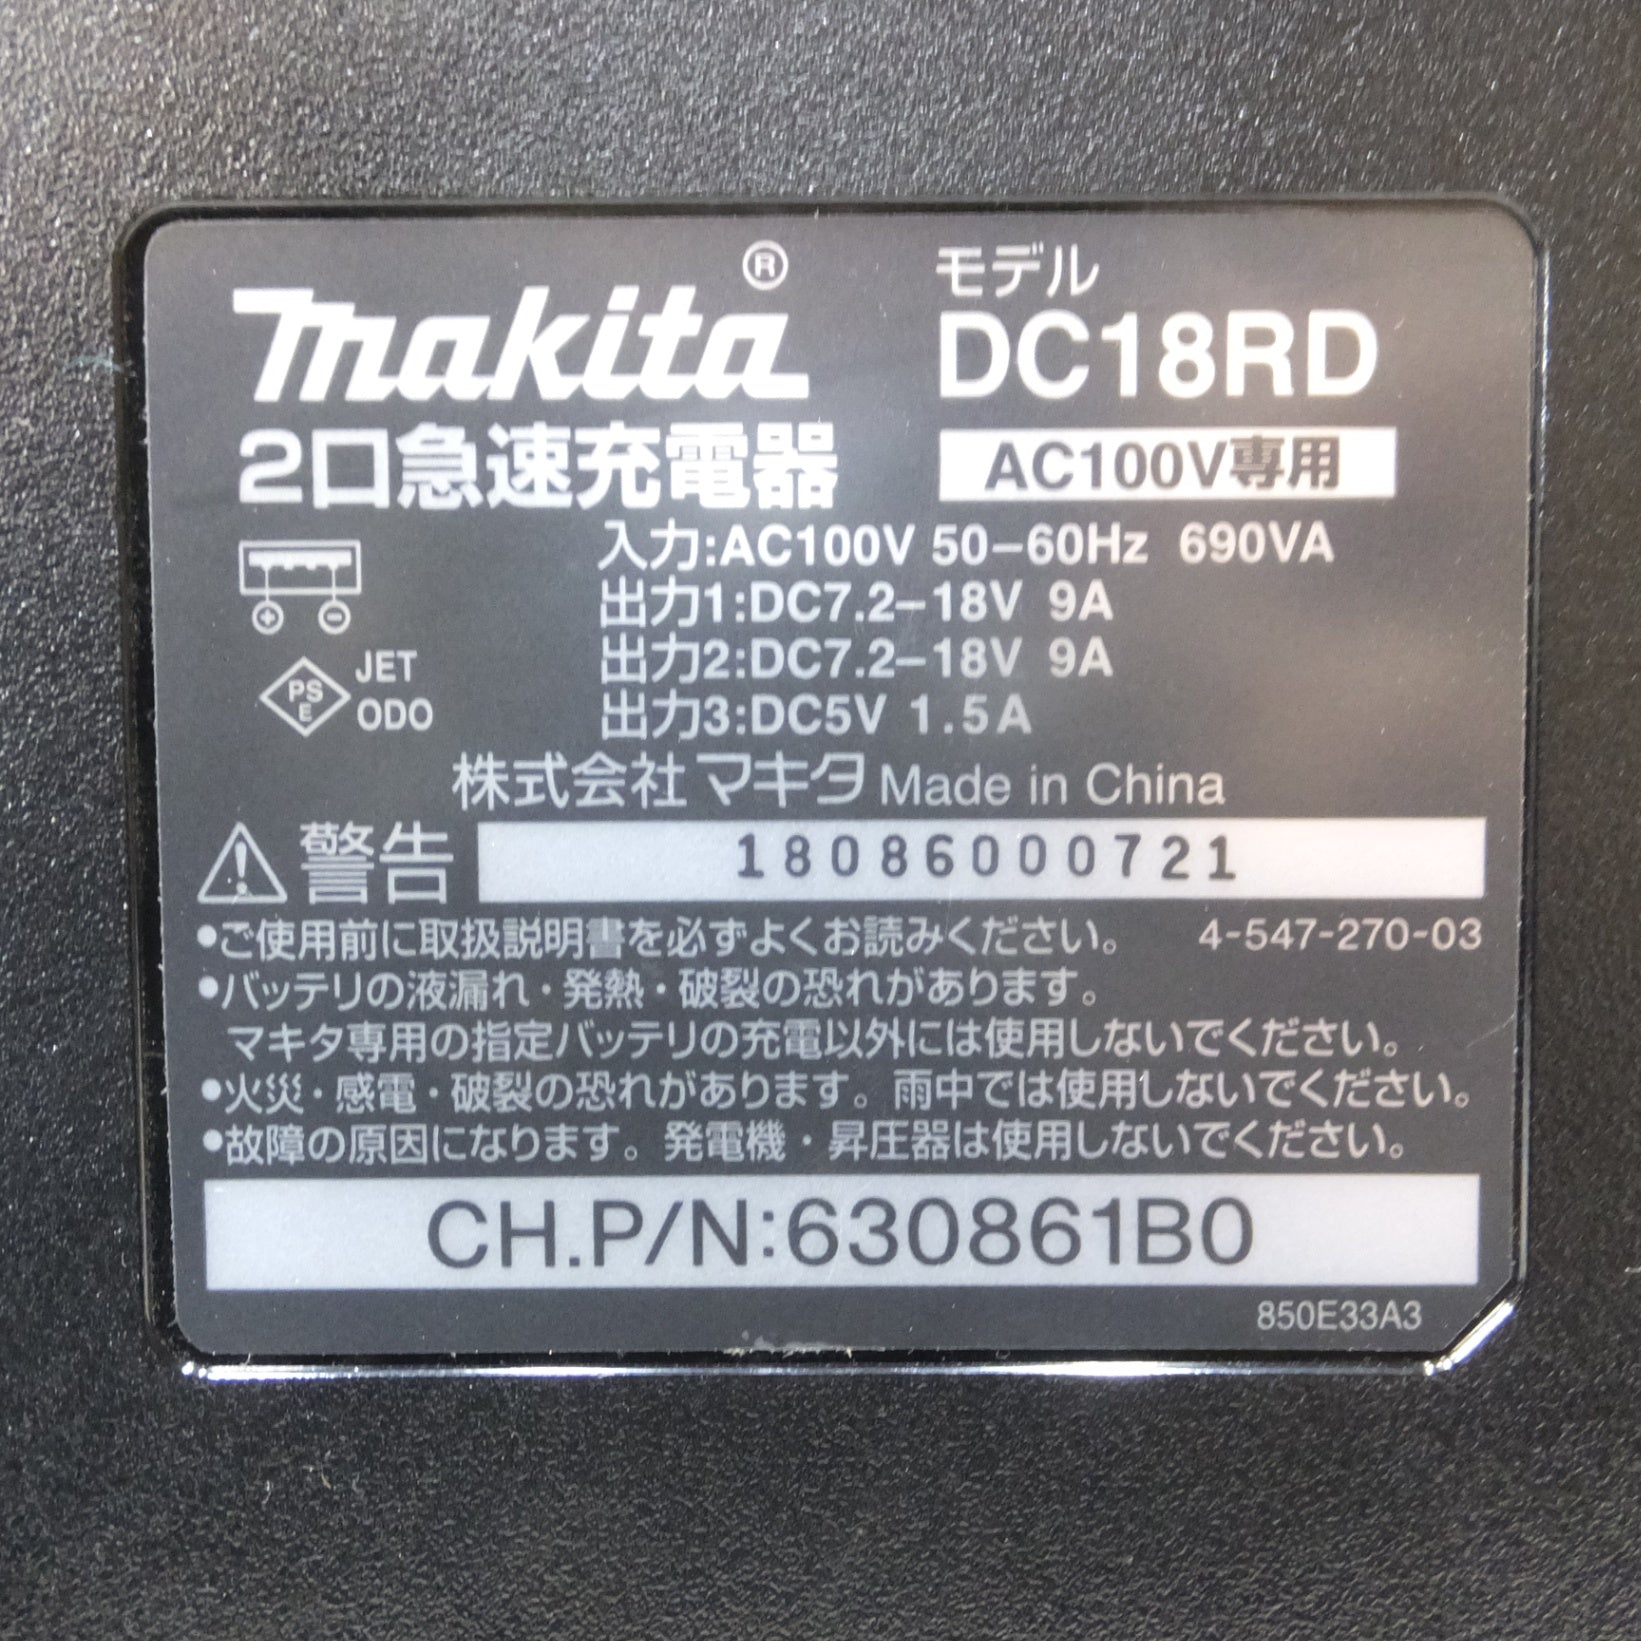 makita®
モデル
DC18RD
2口急速充電器
AC100V専用
入力:AC100V 50-60Hz 690VA
出力1:DC7.2-18V 9A
出力2:DC7.2-18V 9A
出力3:DC5V 1.5A
PS
E
JET
ODO
株式会社マキタ Made in China
警告
18086000721
•ご使用前に取扱説明書を必ずよくお読みください。 4-547-270-03
•バッテリの液漏れ・発熱・破裂の恐れがあります。
マキタ専用の指定バッテリの充電以外には使用しないでください。
•火災・感電・破裂の恐れがあります。雨中では使用しないでください。
•故障の原因になります。発電機・昇圧器は使用しないでください。
CH.P/N:630861B0
850E33A3